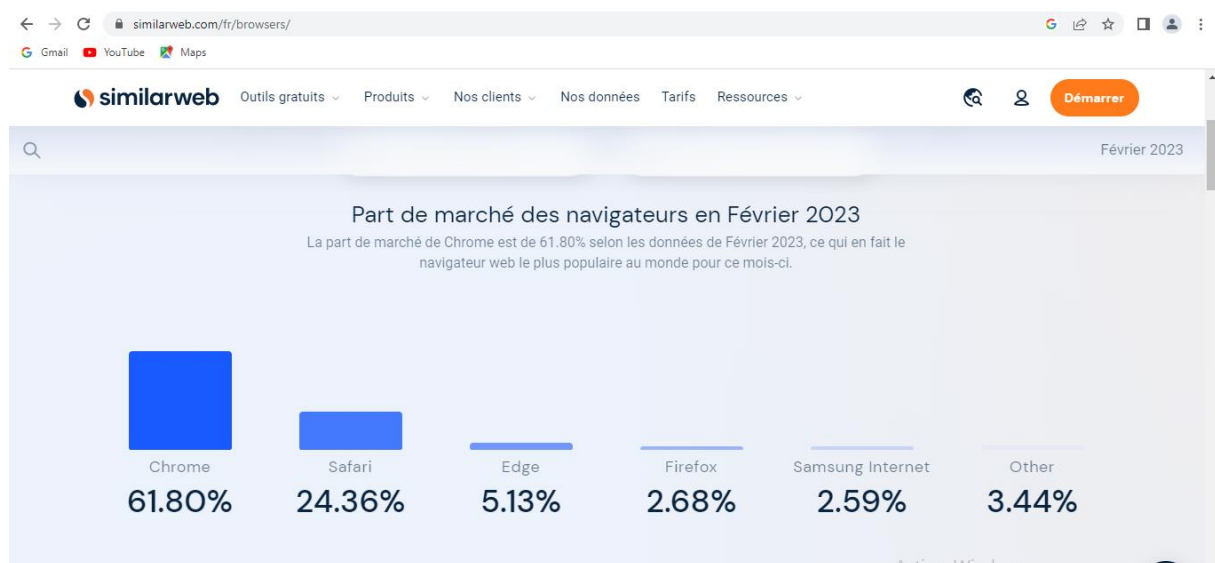 similarweb.com/fr/browsers/
Gmail YouTube Maps
similarweb Outils gratuits Produits Nos clients Nos données Tarifs Ressources Démarrer
Février 2023
Part de marché des navigateurs en Février 2023
La part de marché de Chrome est de 61.80% selon les données de Février 2023, ce qui en fait le
navigateur web le plus populaire au monde pour ce mois-ci.
Chrome Safari Edge Firefox Samsung Internet Other
61.80% 24.36% 5.13% 2.68% 2.59% 3.44%